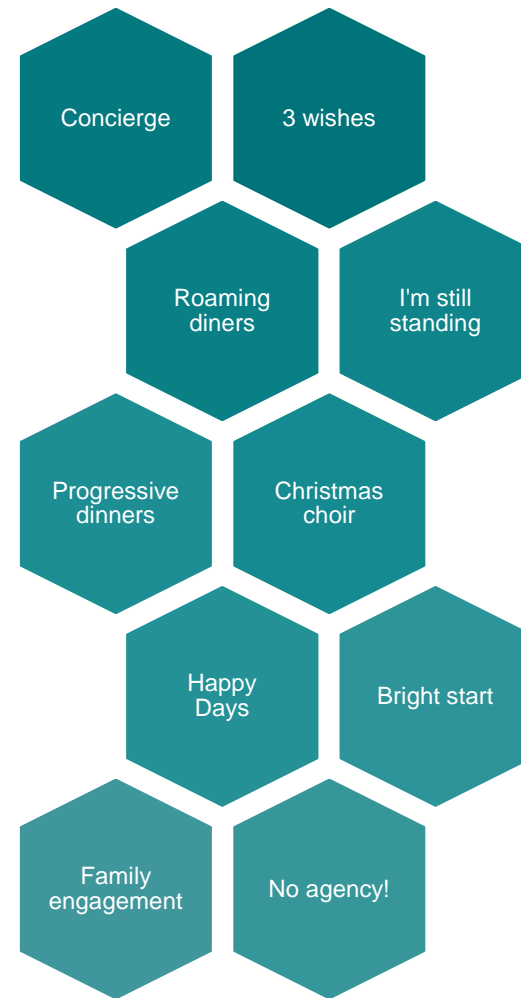 Concierge
3 wishes
Roaming
diners
I'm still
standing
Progressive
dinners
Christmas
choir
Happy
Days
Bright start
Family
engagement
No agency!